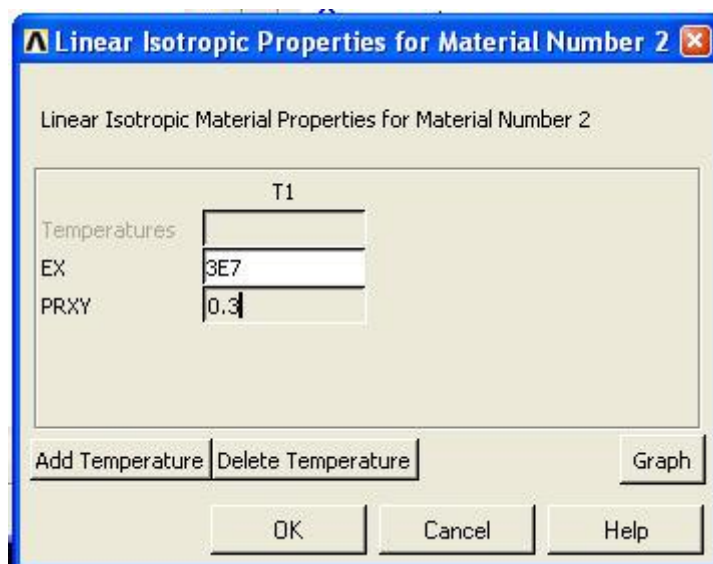 Linear Isotropic Properties for Material Number 2
Linear Isotropic Material Properties for Material Number 2
T1
Temperatures
EX 3E7
PRXY 0.3
Add Temperature Delete Temperature Graph
OK Cancel Help